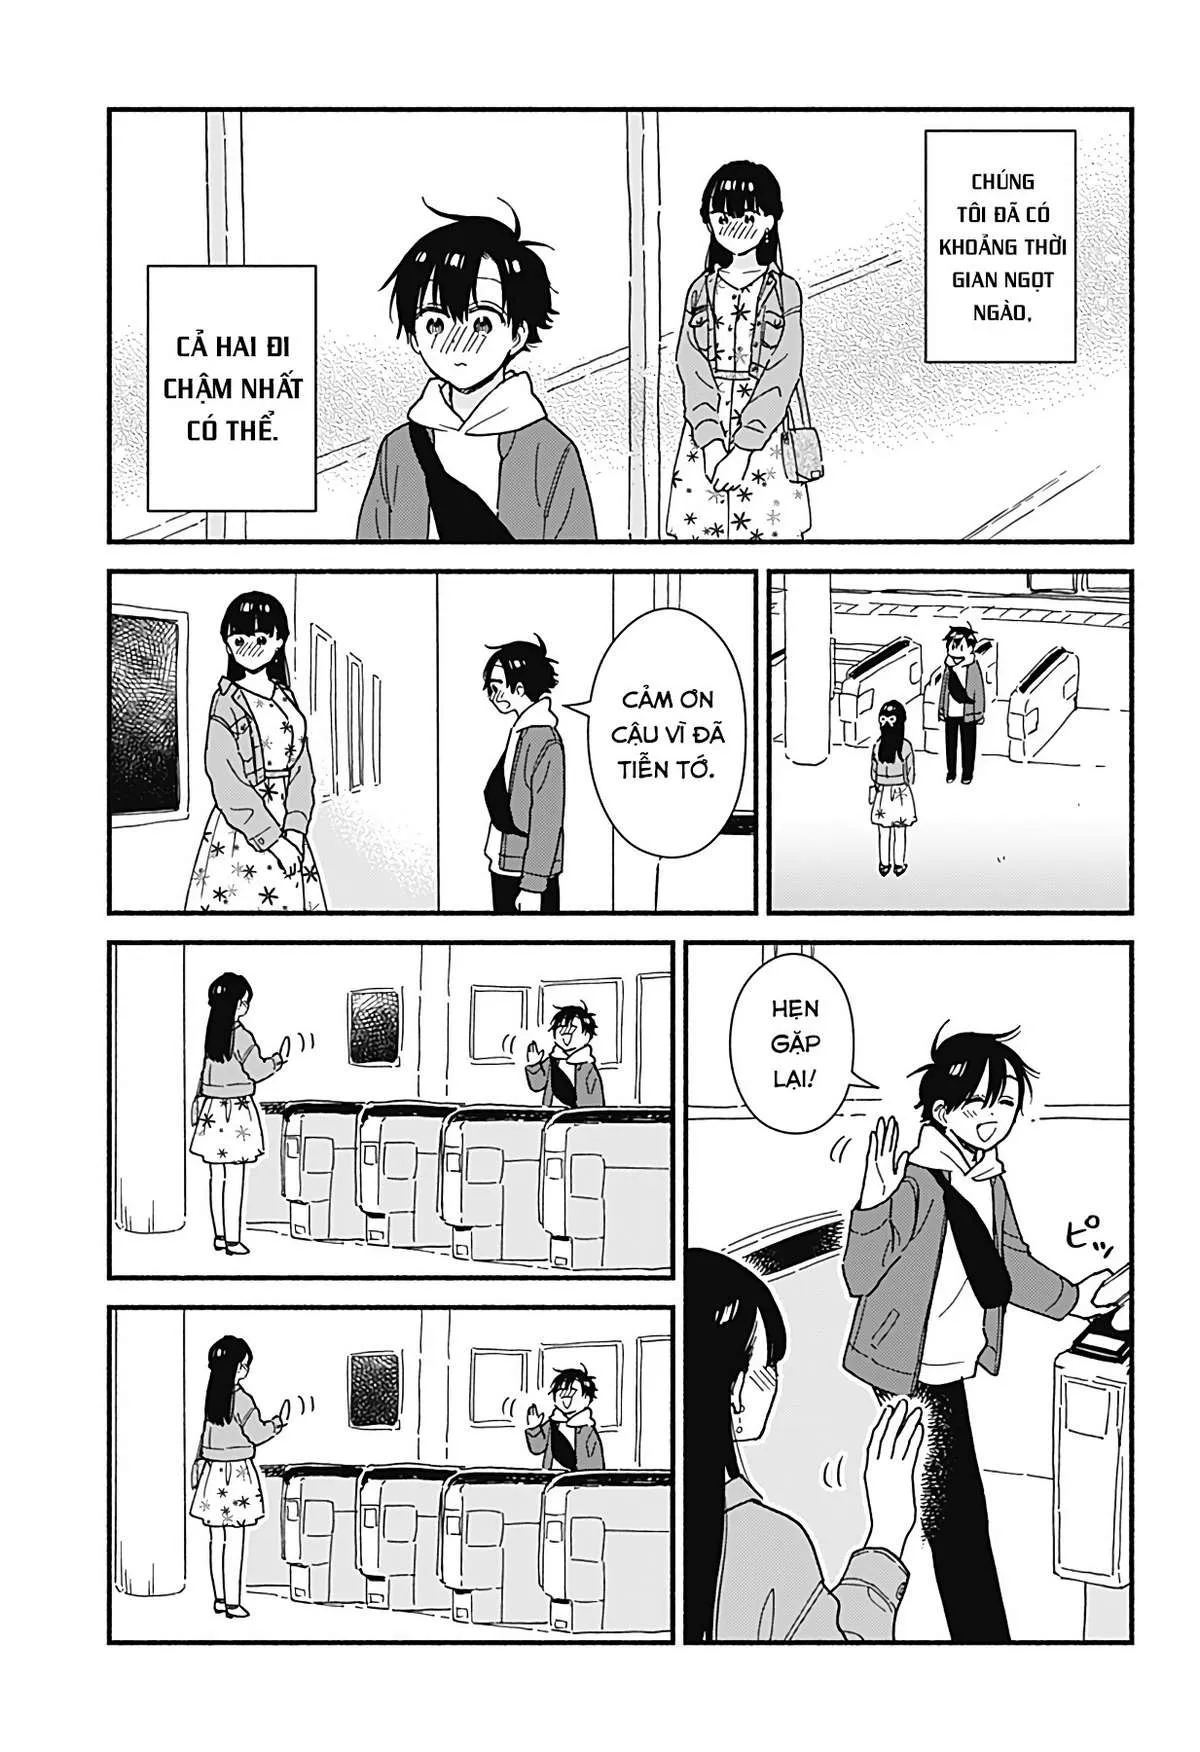 CHÚNG
TÔI ĐÃ CÓ
KHOẢNG THỜI
GIAN NGỌT
NGÀO,
CẢ HAI ĐI
CHẬM NHẤT
CÓ THỂ.
CẢM ƠN
CẬU VÌ ĐÃ
TIỄN TỚ.
HẸN
GẶP
LẠI!
ピッ